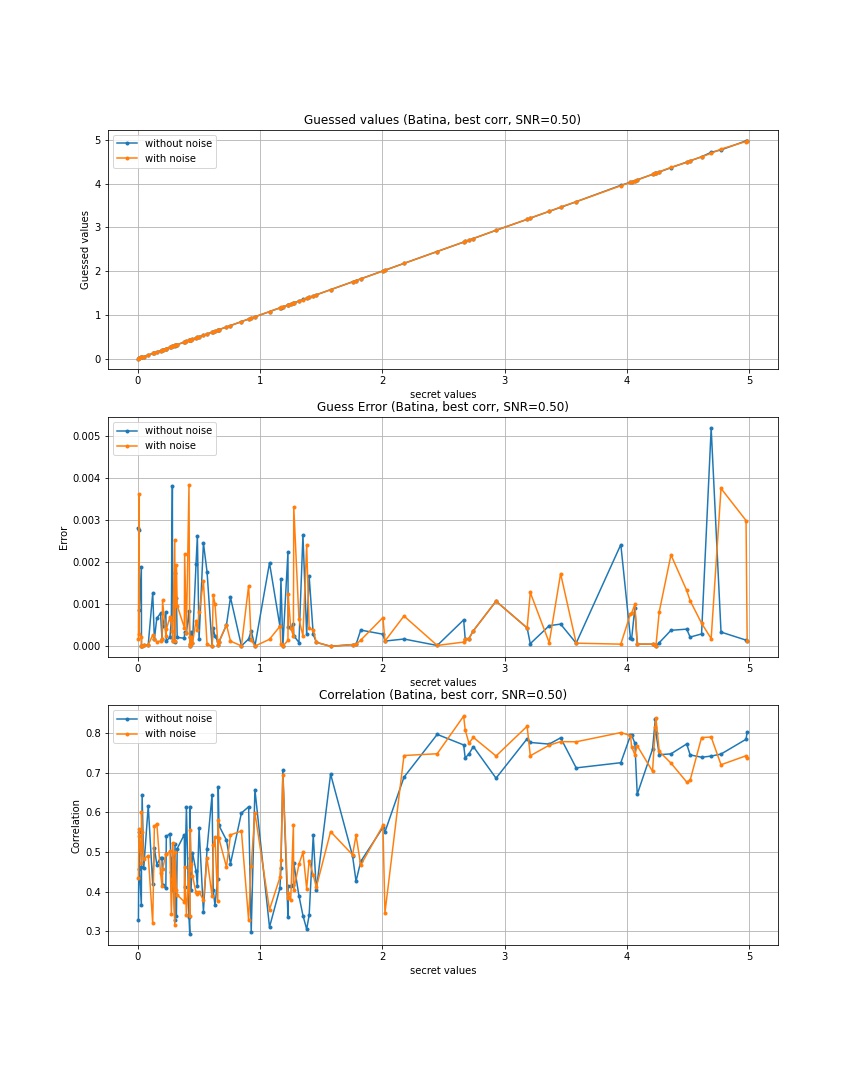 Guessed values (Batina, best corr, SNR=0.50)
without noise
with noise
Guessed values
5
4
3
2
1
0
0 1 2 3 4 5
secret values
Guess Error (Batina, best corr, SNR=0.50)
without noise
with noise
Error
0.005
0.004
0.003
0.002
0.001
0.000
0 1 2 3 4 5
secret values
Correlation (Batina, best corr, SNR=0.50)
without noise
with noise
Correlation
0.8
0.7
0.6
0.5
0.4
0.3
0 1 2 3 4 5
secret values